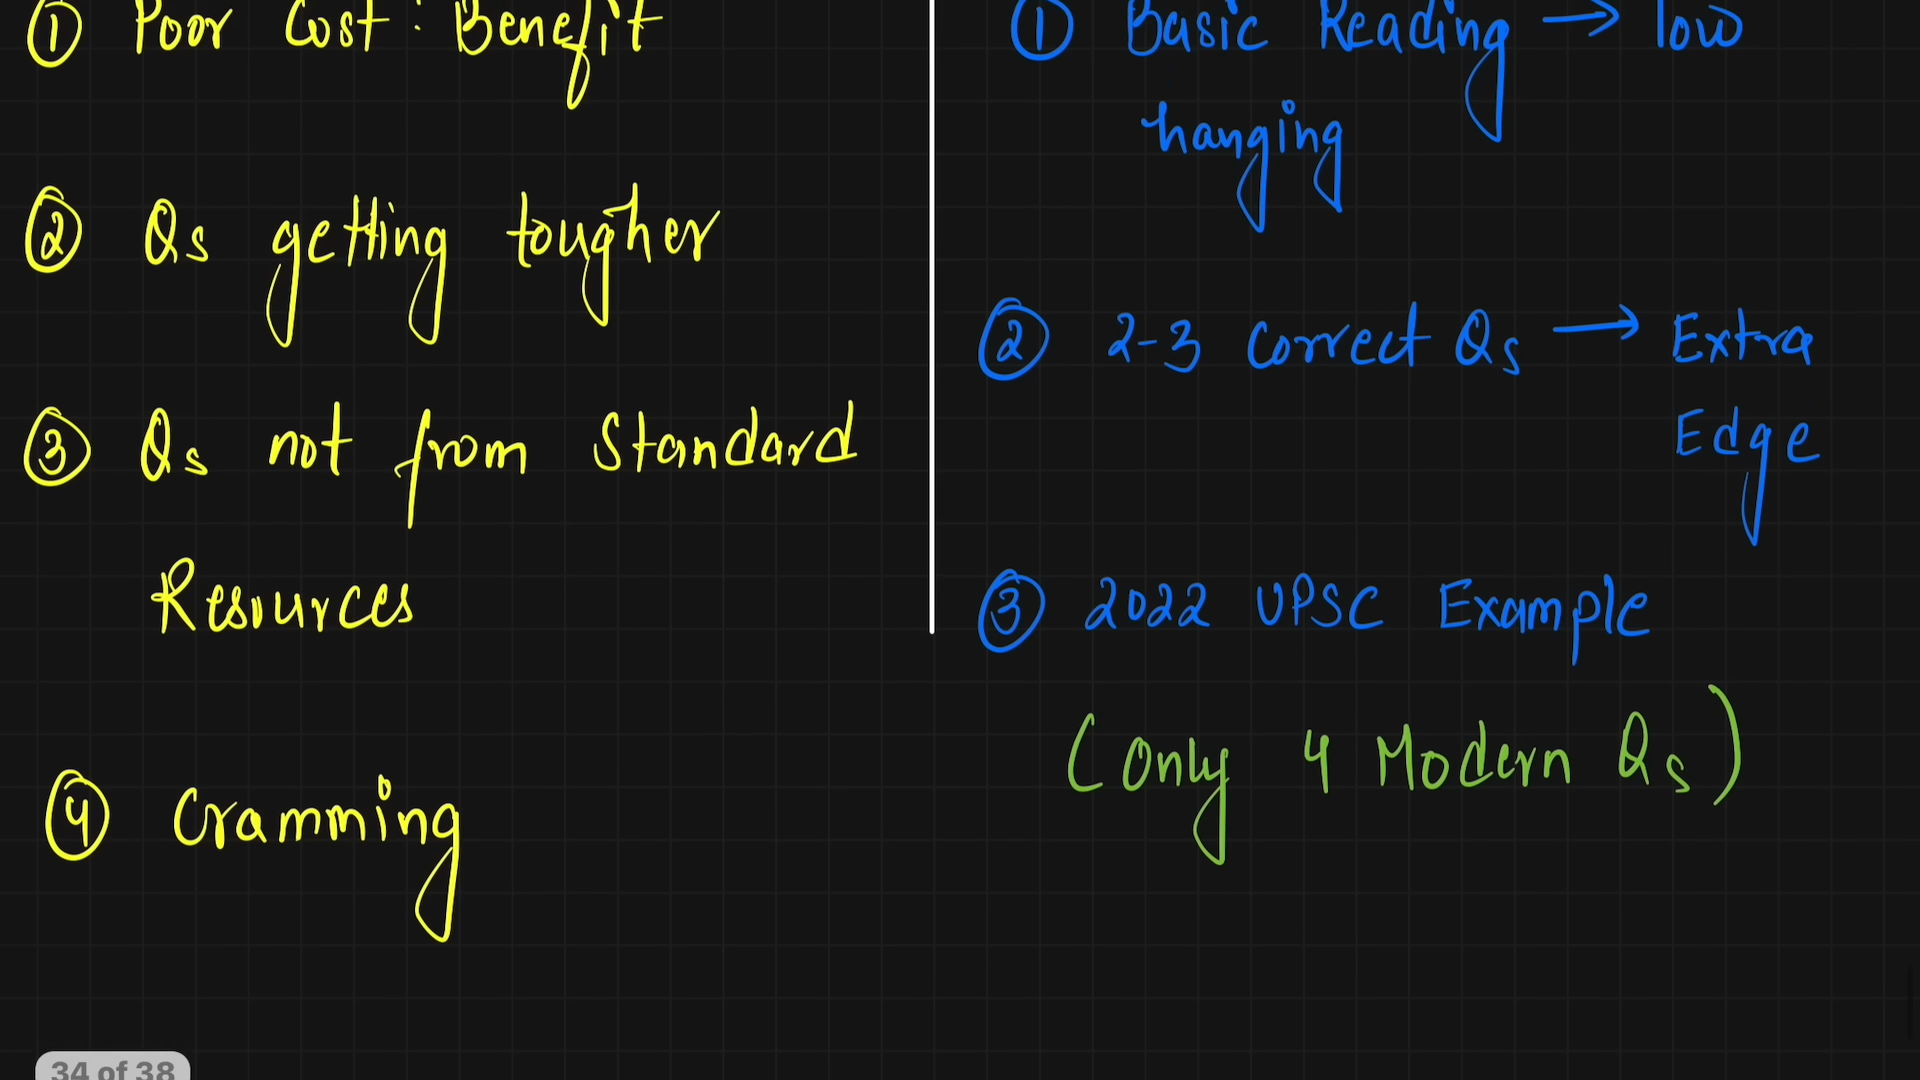 ① Poor Cost : Benefit
② Qs getting tougher
③ Qs not from Standard
Resources
④ Cramming
① Basic Reading → low
hanging
② 2-3 Correct Qs → Extra
Edge
③ 2022 UPSC Example
(Only 4 Modern Qs)
34 of 38